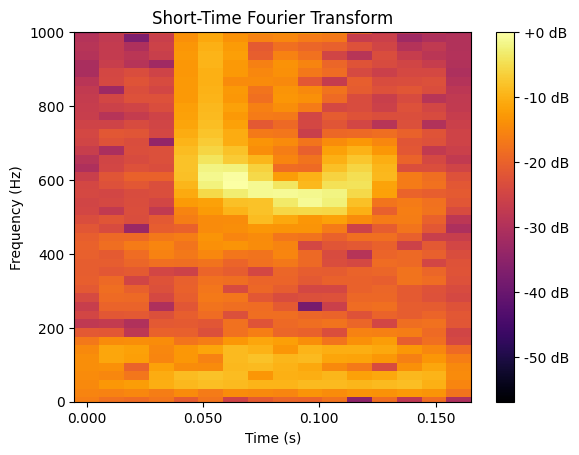 Short-Time Fourier Transform
1000
800
600
400
200
0
Frequency (Hz)
0.000
0.050
0.100
0.150
Time (s)
+0 dB
-10 dB
-20 dB
-30 dB
-40 dB
-50 dB